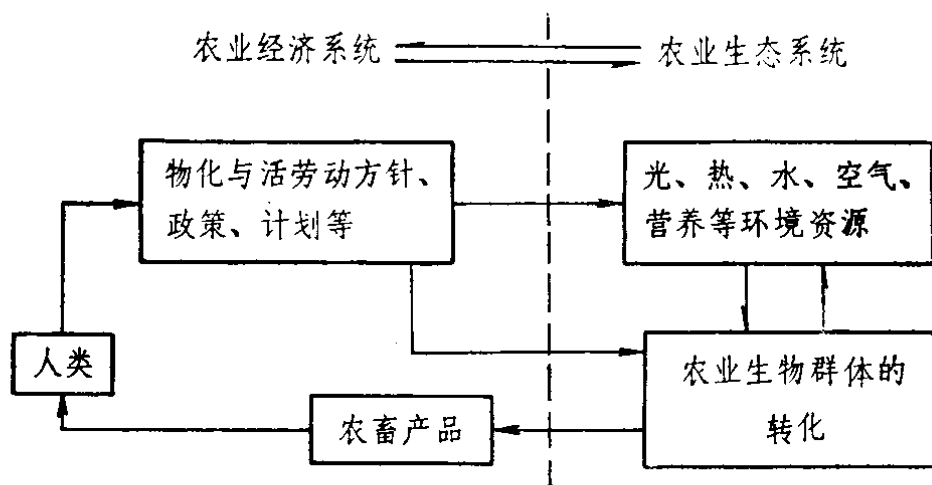 农业经济系统
农业生态系统
物化与活劳动方针、
政策、计划等
光、热、水、空气、
营养等环境资源
人类
农畜产品
农业生物群体的
转化